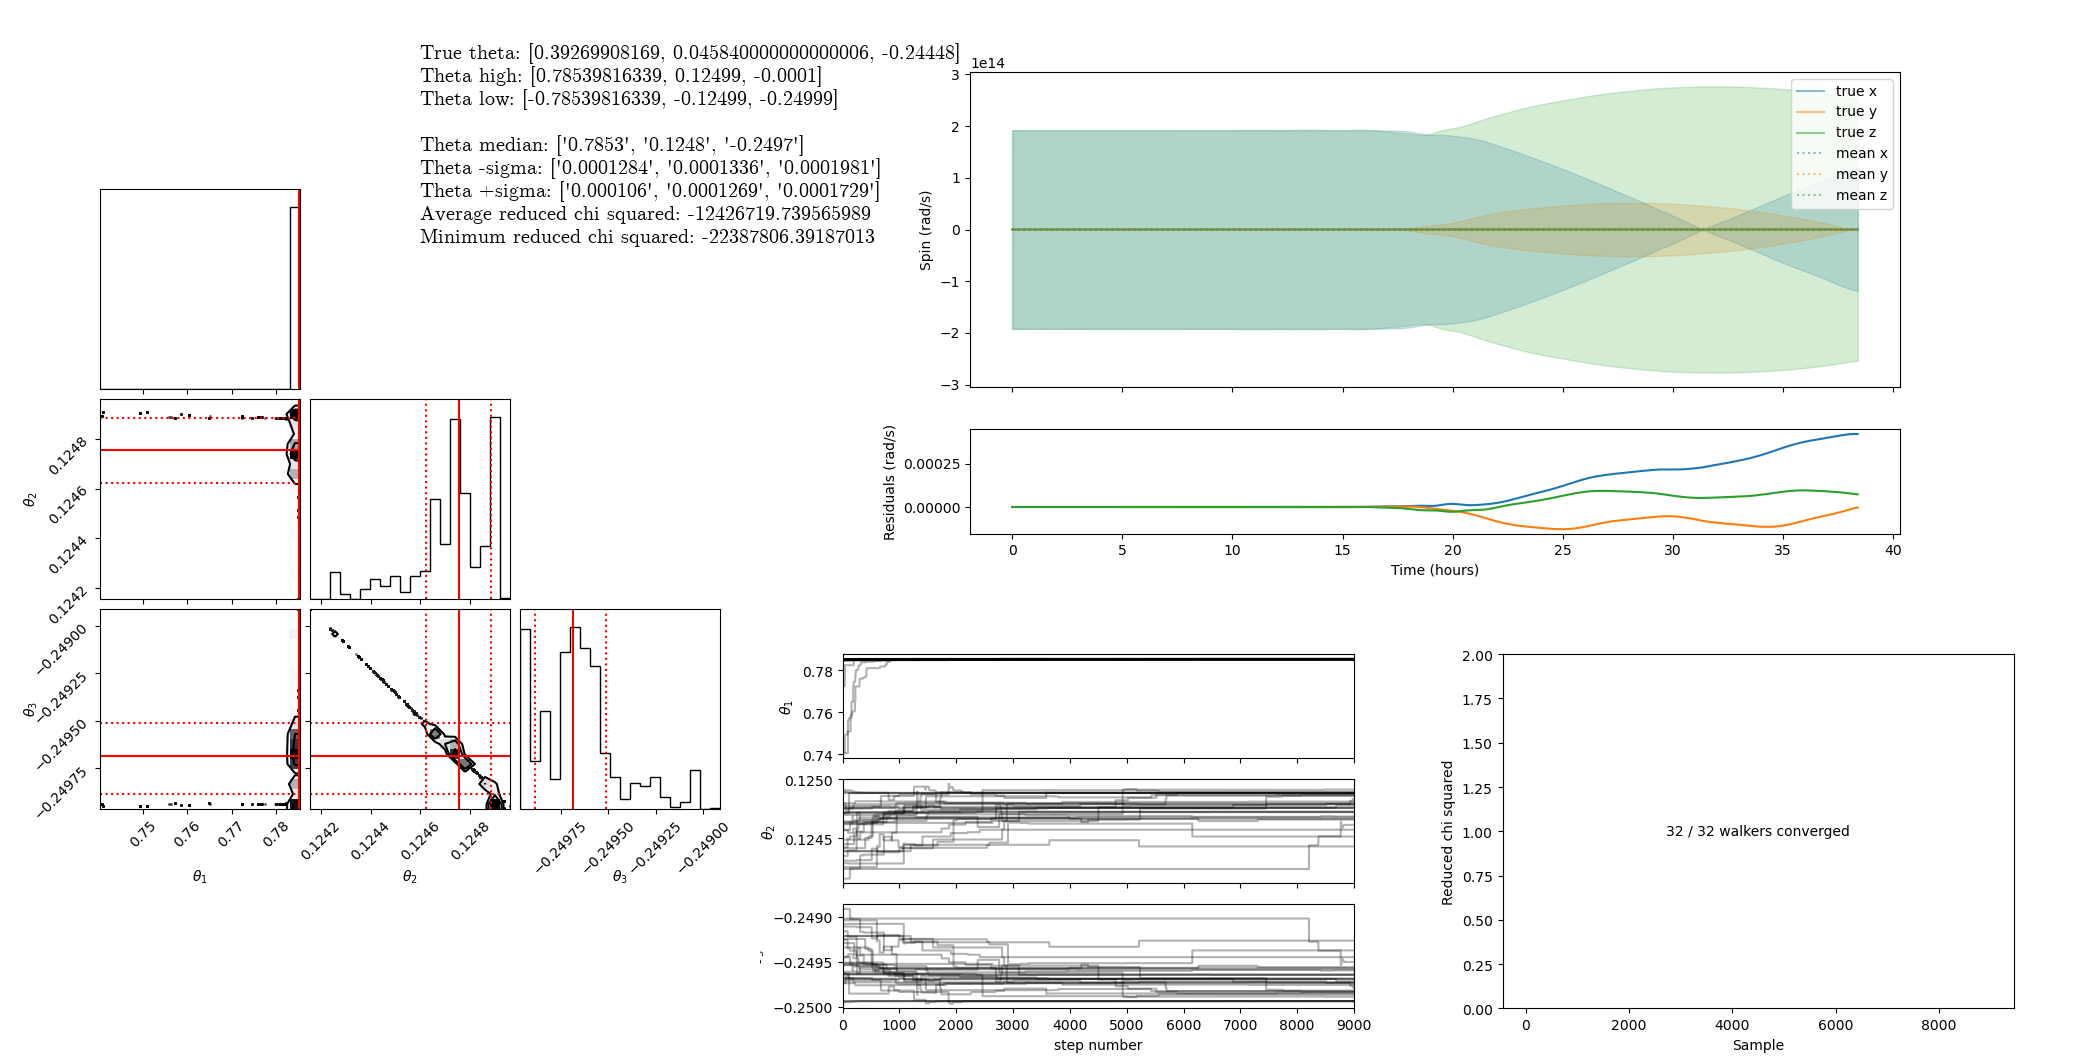 True theta: [0.39269908169, 0.045840000000000006, -0.24448]
Theta high: [0.78539816339, 0.12499, -0.0001]
Theta low: [-0.78539816339, -0.12499, -0.24999]
Theta median: ['0.7853', '0.1248', '-0.2497']
Theta -sigma: ['0.0001284', '0.0001336', '0.0001981']
Theta +sigma: ['0.000106', '0.0001269', '0.0001729']
Average reduced chi squared: -12426719.739565989
Minimum reduced chi squared: -22387806.39187013
1e14
3
2
1
0
−1
−2
−3
Spin (rad/s)
true x
true y
true z
mean x
mean y
mean z
0.00025
0.00000
Residuals (rad/s)
0 5 10 15 20 25 30 35 40
Time (hours)
0.1248
0.1246
0.1244
0.1242
θ2
−0.24900
−0.24925
−0.24950
−0.24975
θ3
0.75 0.76 0.77 0.78
θ1
0.1242 0.1244 0.1246 0.1248
θ2
−0.24975 −0.24950 −0.24925 −0.24900
θ3
0.78
0.76
0.74
θ1
0.1250
0.1245
θ2
−0.2490
−0.2495
−0.2500
0 1000 2000 3000 4000 5000 6000 7000 8000 9000
step number
2.00
1.75
1.50
1.25
1.00
0.75
0.50
0.25
0.00
Reduced chi squared
32 / 32 walkers converged
0 2000 4000 6000 8000
Sample